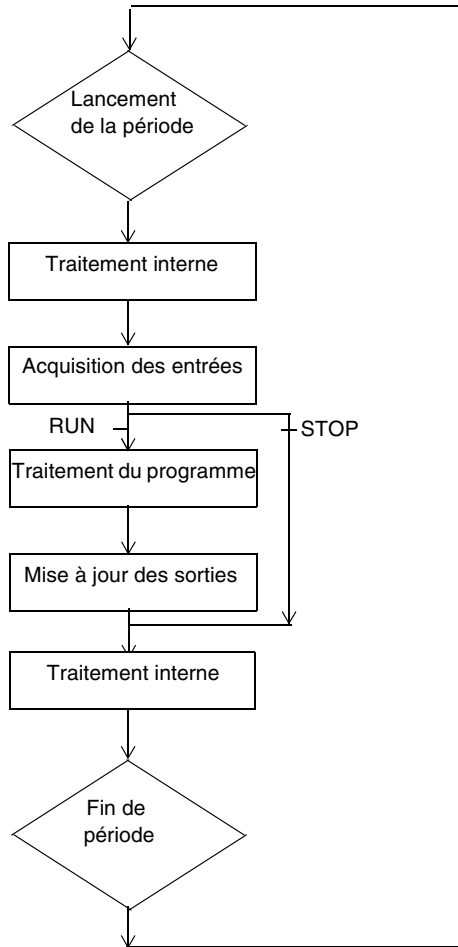 Lancement
de la période
Traitement interne
Acquisition des entrées
RUN
STOP
Traitement du programme
Mise à jour des sorties
Traitement interne
Fin de
période